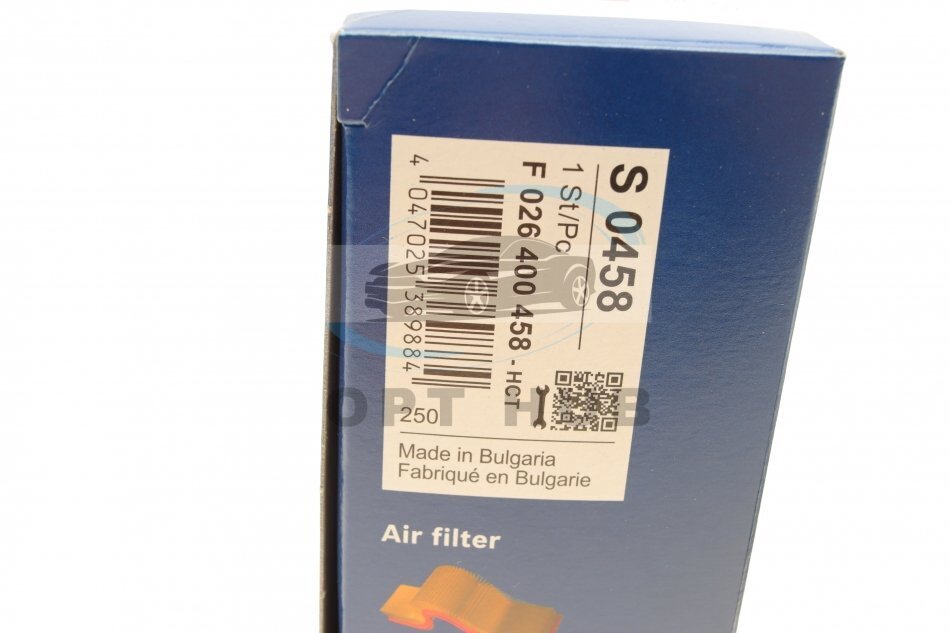 S 0458
1 St/Pc
F 026 400 458 - HCT
4 047025 389884
250
Made in Bulgaria
Fabriqué en Bulgarie
Air filter
OPT HUB